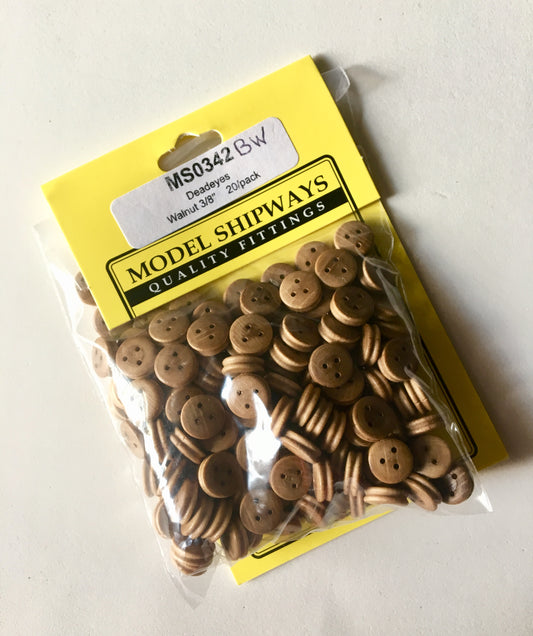 MS0342 BW
Deadeyes
Walnut 3/8" 20/pack
MODEL SHIPWAYS
QUALITY FITTINGS